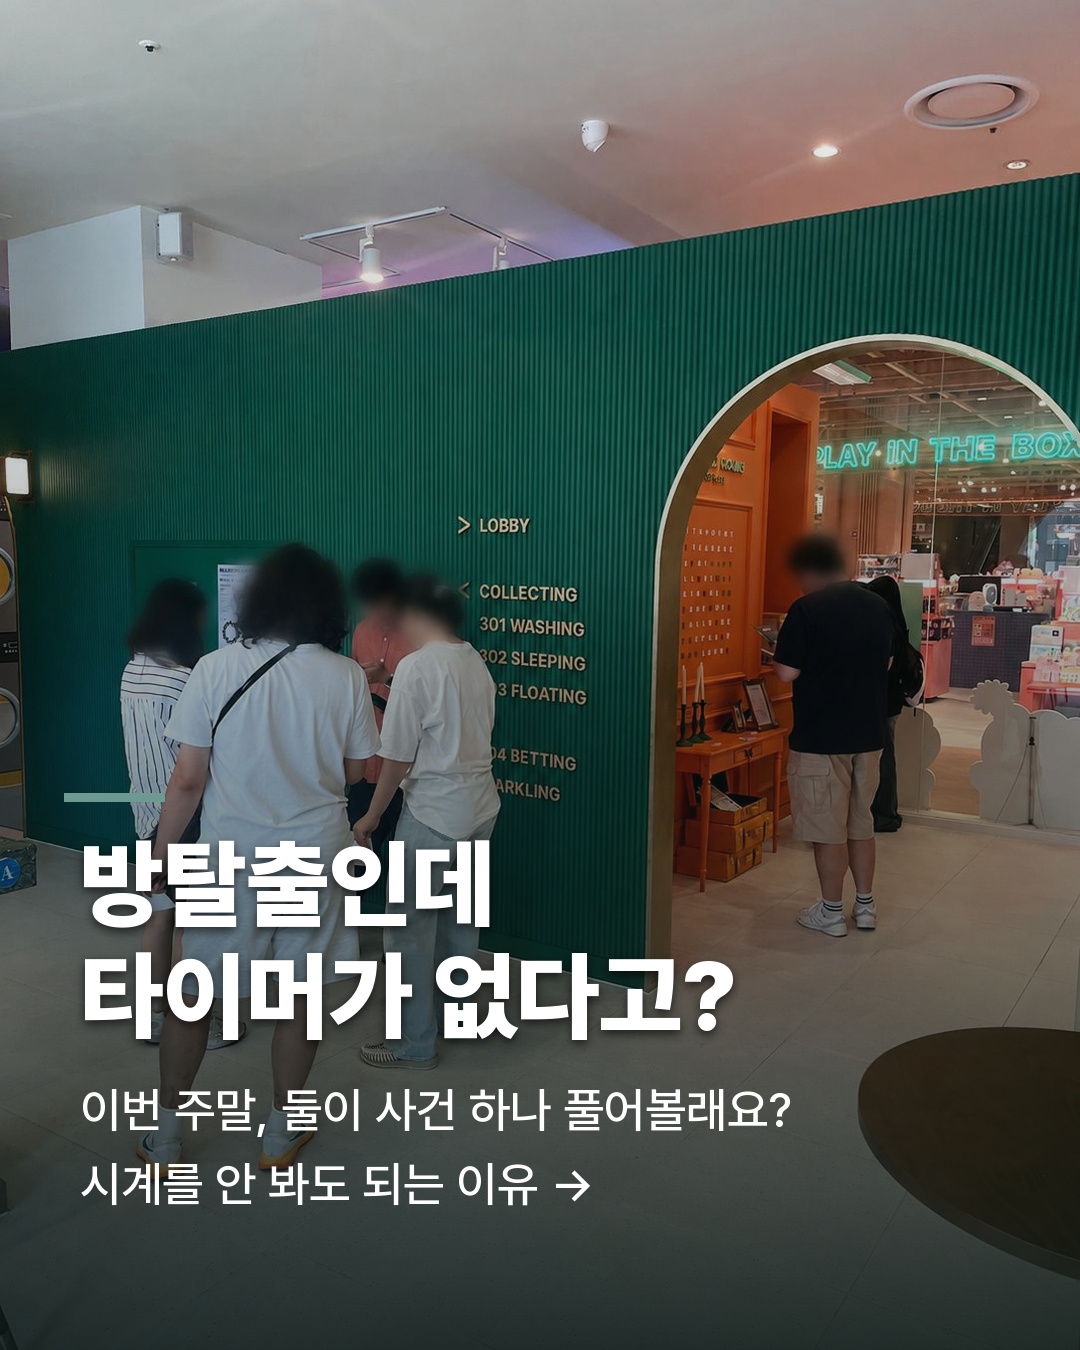 PLAY iN THE BOX
> LOBBY
< COLLECTING
301 WASHING
302 SLEEPING
03 FLOATING
04 BETTING
ARKLING
A
방탈출인데
타이머가 없다고?
이번 주말, 둘이 사건 하나 풀어볼래요?
시계를 안 봐도 되는 이유 →